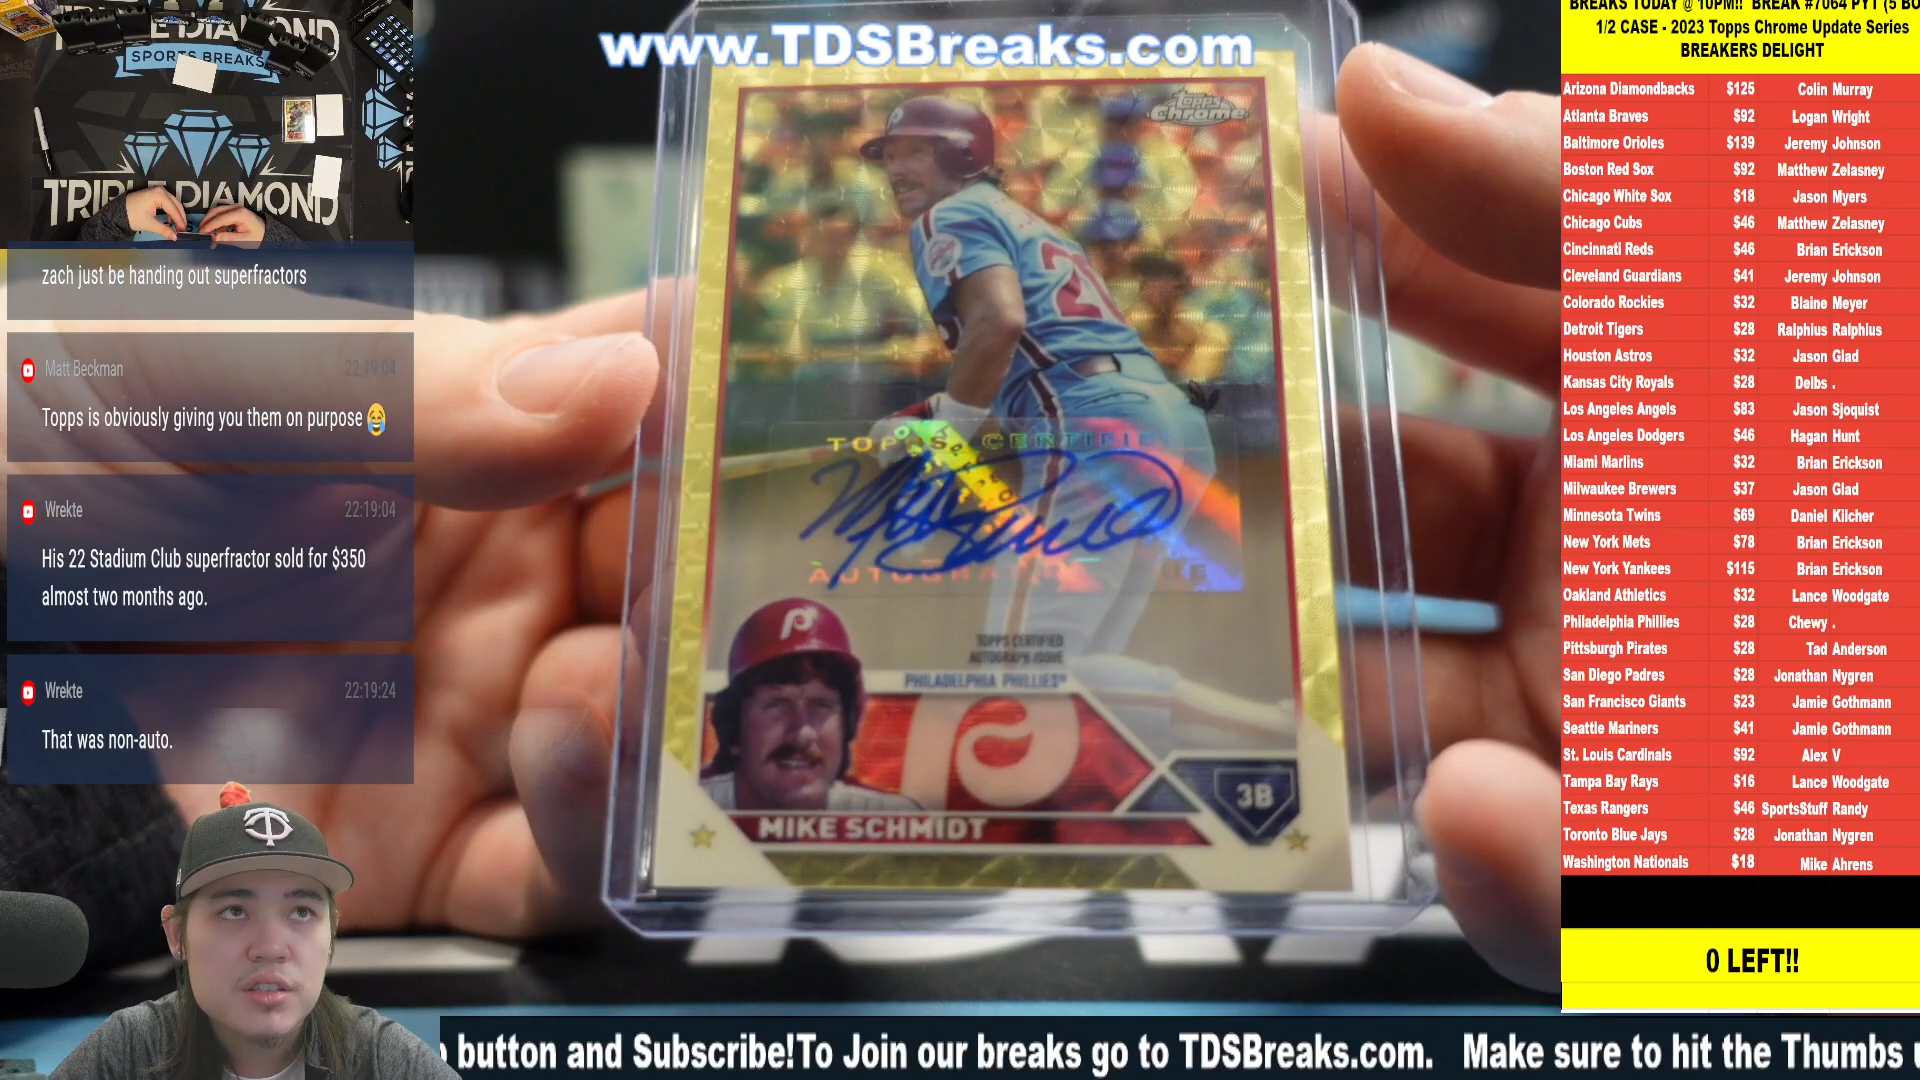 TRIPLE DIAMOND
SPORTS BREAKS
TRIPLE DIAMOND
zach just be handing out superfractors
Matt Beckman 22:19:04
Topps is obviously giving you them on purpose
Wrekte 22:19:04
His 22 Stadium Club superfractor sold for $350
almost two months ago.
Wrekte 22:19:24
That was non-auto.
www.TDSBreaks.com
Topps
Chrome
TOPPS CERTIFIE
TOPPS CERTIFIED
AUTOGRAPH ISSUE
PHILADELPHIA PHILLIES
P
3B
MIKE SCHMIDT
BREAKS TODAY @ 10PM!! BREAK #7064 PYT (5 BO
1/2 CASE - 2023 Topps Chrome Update Series
BREAKERS DELIGHT
Arizona Diamondbacks $125 Colin Murray
Atlanta Braves $92 Logan Wright
Baltimore Orioles $139 Jeremy Johnson
Boston Red Sox $92 Matthew Zelasney
Chicago White Sox $18 Jason Myers
Chicago Cubs $46 Matthew Zelasney
Cincinnati Reds $46 Brian Erickson
Cleveland Guardians $41 Jeremy Johnson
Colorado Rockies $32 Blaine Meyer
Detroit Tigers $28 Ralphius Ralphius
Houston Astros $32 Jason Glad
Kansas City Royals $28 Delbs .
Los Angeles Angels $83 Jason Sjoquist
Los Angeles Dodgers $46 Hagan Hunt
Miami Marlins $32 Brian Erickson
Milwaukee Brewers $37 Jason Glad
Minnesota Twins $69 Daniel Kilcher
New York Mets $78 Brian Erickson
New York Yankees $115 Brian Erickson
Oakland Athletics $32 Lance Woodgate
Philadelphia Phillies $28 Chewy .
Pittsburgh Pirates $28 Tad Anderson
San Diego Padres $28 Jonathan Nygren
San Francisco Giants $23 Jamie Gothmann
Seattle Mariners $41 Jamie Gothmann
St. Louis Cardinals $92 Alex V
Tampa Bay Rays $16 Lance Woodgate
Texas Rangers $46 SportsStuff Randy
Toronto Blue Jays $28 Jonathan Nygren
Washington Nationals $18 Mike Ahrens
0 LEFT!!
button and Subscribe!To Join our breaks go to TDSBreaks.com. Make sure to hit the Thumbs